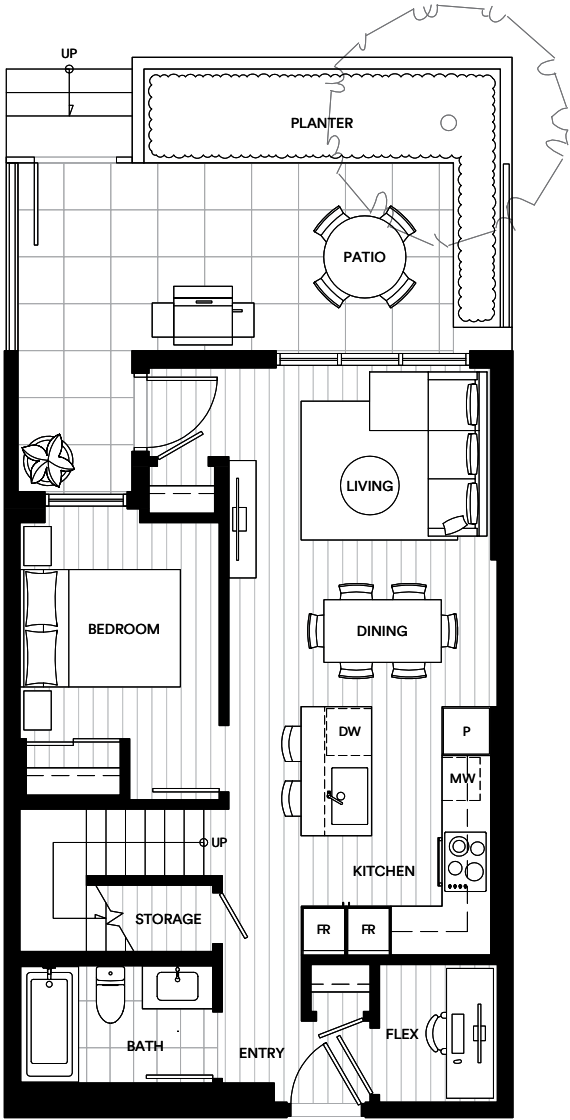 UP
PLANTER
PATIO
LIVING
BEDROOM
DINING
DW
P
MW
UP
KITCHEN
STORAGE
FR
FR
FLEX
BATH
ENTRY